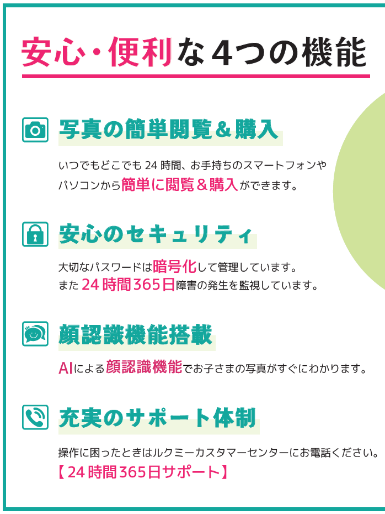 安心・便利な4つの機能
写真の簡単閲覧＆購入
いつでもどこでも24時間、お手持ちのスマートフォンや
パソコンから簡単に閲覧＆購入ができます。
安心のセキュリティ
大切なパスワードは暗号化して管理しています。
また24時間365日障害の発生を監視しています。
顔認識機能搭載
AIによる顔認識機能でお子さまの写真がすぐにわかります。
充実のサポート体制
操作に困ったときはルクミーカスタマーセンターにお電話ください。
【24時間365日サポート】